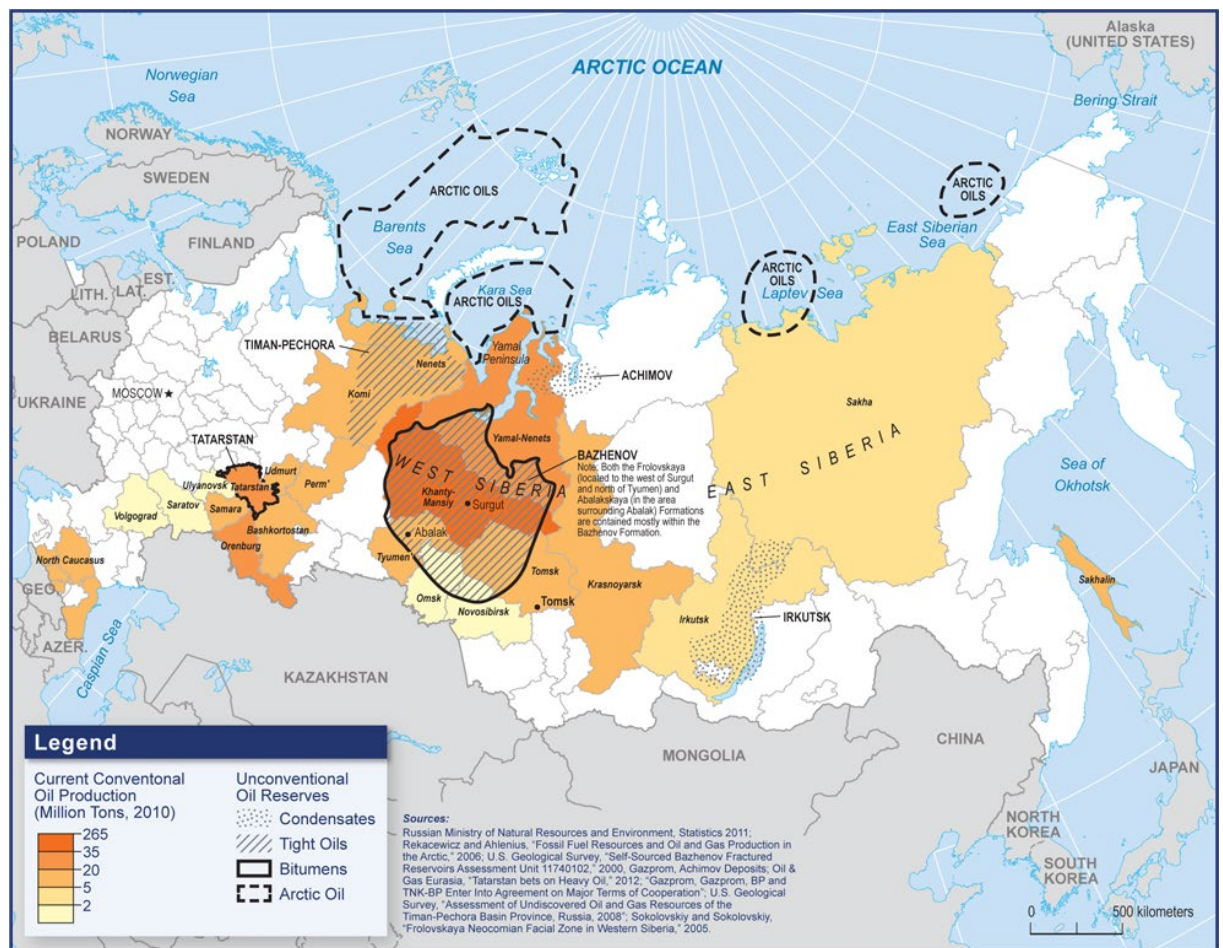 Alaska
(UNITED STATES)
ARCTIC OCEAN
Norwegian
Sea
Bering Strait
NORWAY
SWEDEN
FINLAND
ARCTIC OILS
Barents
Sea
ARCTIC
OILS
East Siberian
Sea
POLAND
EST.
LAT.
LITH.
BELARUS
UKRAINE
Kara Sea
ARCTIC OILS
ARCTIC
OILS
Laptev Sea
TIMAN-PECHORA
Nenets
Komi
Yamal
Peninsula
ACHIMOV
MOSCOW
Sakha
TATARSTAN
Udmurt
Ulyanovsk
Tatarstan
Perm'
Samara
Saratov
Volgograd
Bashkortostan
Orenburg
Yamal-Nenets
WEST SIBERIA
Khanty-
Mansiy
Surgut
BAZHENOV
Note: Both the Frolovskaya
(located to the west of Surgut
and north of Tyumen) and
Abalakskaya (in the area
surrounding Abalak) Formations
are contained mostly within the
Bazhenov Formation.
EAST SIBERIA
Sea of
Okhotsk
Abalak
Tyumen'
Tomsk
Omsk
Novosibirsk
Tomsk
Krasnoyarsk
Irkutsk
IRKUTSK
Sakhalin
North Caucasus
GEO.
AZER.
Caspian Sea
KAZAKHSTAN
MONGOLIA
CHINA
JAPAN
NORTH
KOREA
SOUTH
KOREA
Legend
Current Conventonal
Oil Production
(Million Tons, 2010)
265
35
20
5
2
Unconventional
Oil Reserves
Condensates
Tight Oils
Bitumens
Arctic Oil
Sources:
Russian Ministry of Natural Resources and Environment, Statistics 2011;
Rekacewicz and Ahlenius, “Fossil Fuel Resources and Oil and Gas Production in
the Arctic,” 2006; U.S. Geological Survey, “Self-Sourced Bazhenov Fractured
Reservoirs Assessment Unit 11740102,” 2000, Gazprom, Achimov Deposits; Oil &
Gas Eurasia, “Tatarstan bets on Heavy Oil,” 2012; “Gazprom, Gazprom, BP and
TNK-BP Enter Into Agreement on Major Terms of Cooperation”; U.S. Geological
Survey, “Assessment of Undiscovered Oil and Gas Resources of the
Timan-Pechora Basin Province, Russia, 2008”; Sokolovskiy and Sokolovskiy,
“Frolovskaya Neocomian Facial Zone in Western Siberia,” 2005.
0 500 kilometers